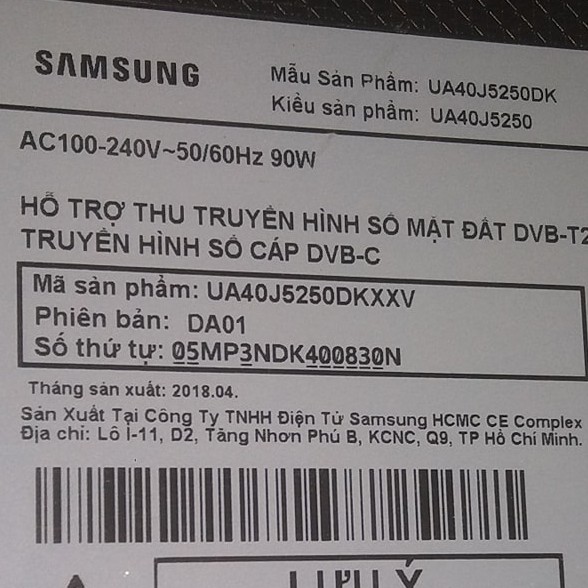 SAMSUNG
Mẫu Sản Phẩm: UA40J5250DK
Kiểu sản phẩm: UA40J5250
AC100-240V~50/60Hz 90W
HỖ TRỢ THU TRUYỀN HÌNH SỐ MẶT ĐẤT DVB-T2
TRUYỀN HÌNH SỐ CÁP DVB-C
Mã sản phẩm: UA40J5250DKXXV
Phiên bản: DA01
Số thứ tự: 05MP3NDK400830N
Tháng sản xuất: 2018.04.
Sản Xuất Tại Công Ty TNHH Điện Tử Samsung HCMC CE Complex
Địa chỉ: Lô I-11, D2, Tăng Nhơn Phú B, KCNC, Q9, TP Hồ Chí Minh.
LƯU Ý